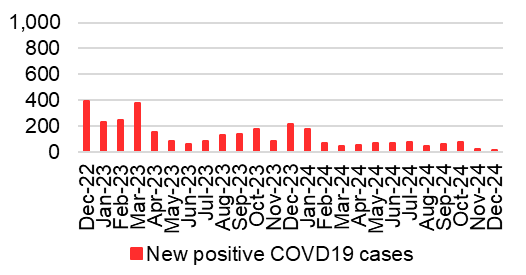 1,000
800
600
400
200
0
Dec-22
Jan-23
Feb-23
Mar-23
Apr-23
May-23
Jun-23
Jul-23
Aug-23
Sep-23
Oct-23
Nov-23
Dec-23
Jan-24
Feb-24
Mar-24
Apr-24
May-24
Jun-24
Jul-24
Aug-24
Sep-24
Oct-24
Nov-24
Dec-24
New positive COVD19 cases